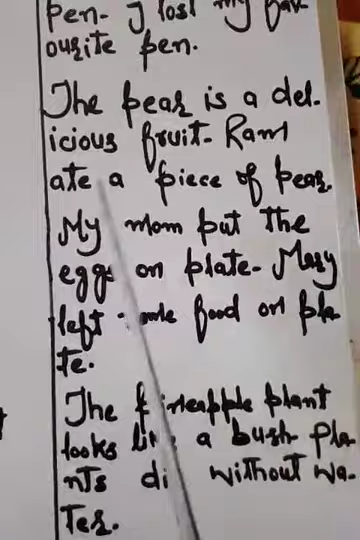 pen. I lost my fav-
ourite pen.
The pear is a del-
icious fruit. Ram
ate a piece of pear.
My mom put the
eggs on plate. Mary
left some food on pla-
te.
The pineapple plant
looks like a bush. Pla-
nts die without wa-
ter.